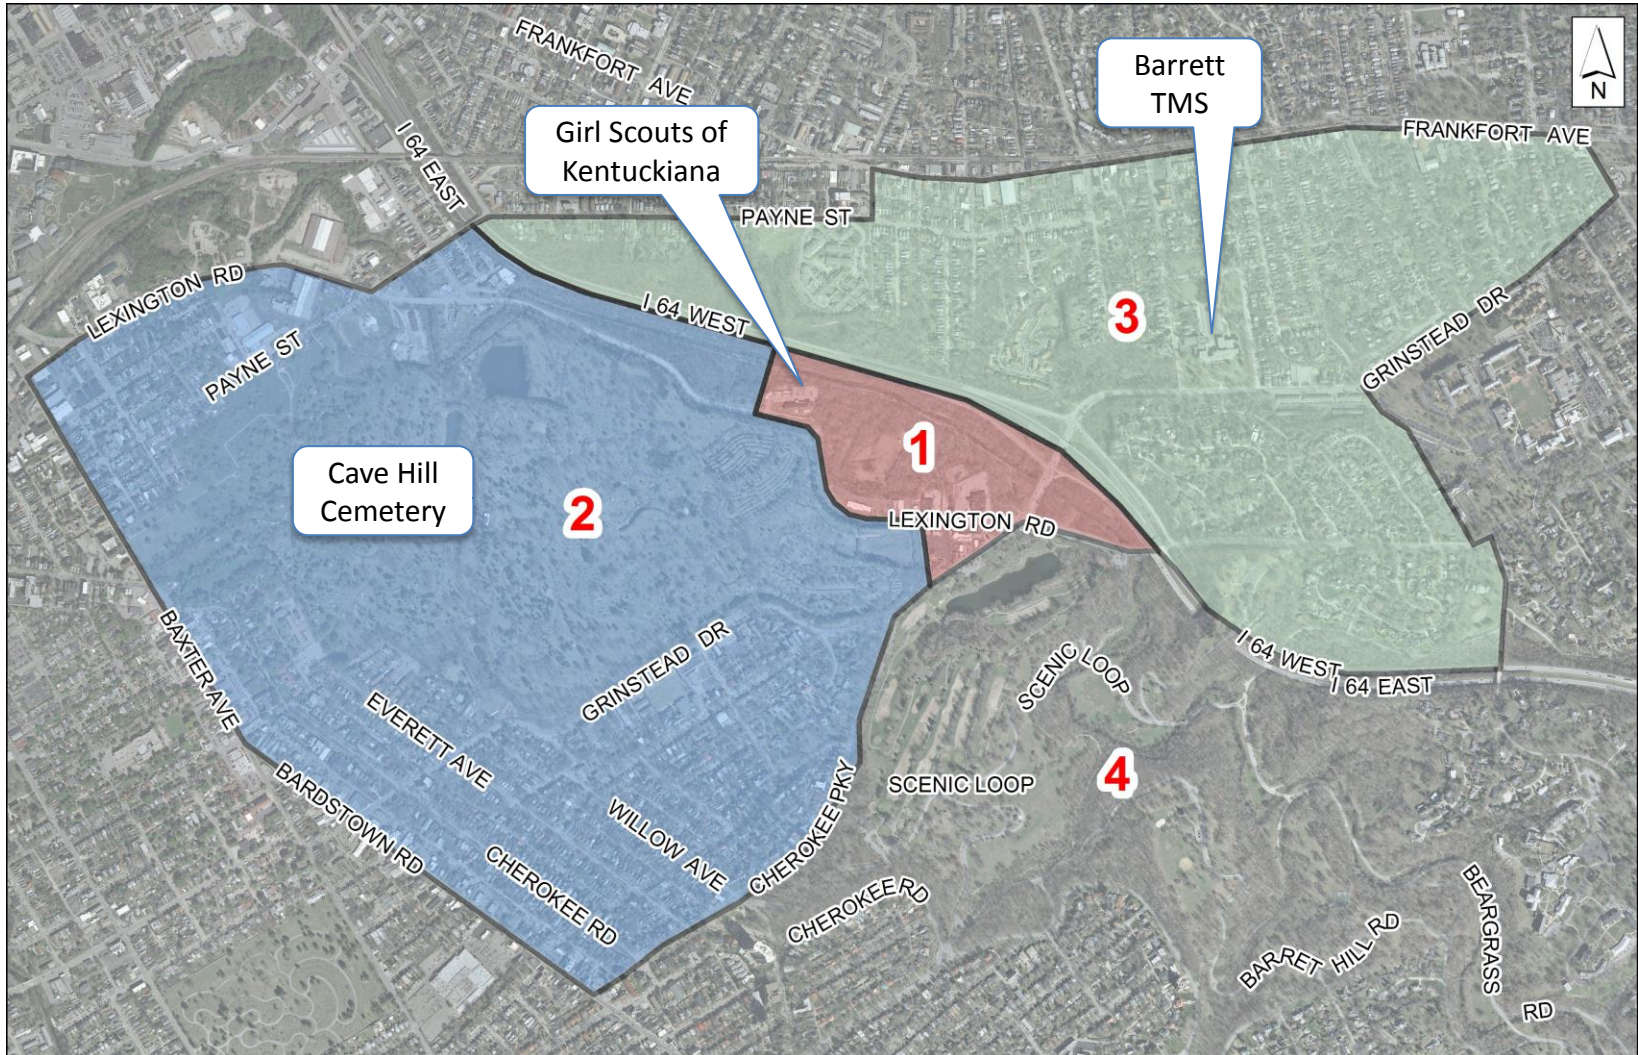 FRANKFORT AVE
Barrett
TMS
N
FRANKFORT AVE
Girl Scouts of
Kentuckiana
I 64 EAST
PAYNE ST
LEXINGTON RD
I 64 WEST
3
PAYNE ST
GRINSTEAD DR
1
Cave Hill
Cemetery
2
LEXINGTON RD
BAXTER AVE
GRINSTEAD DR
SCENIC LOOP
I 64 WEST
I 64 EAST
EVERETT AVE
SCENIC LOOP
4
BARDSTOWN RD
WILLOW AVE
CHEROKEE PKY
CHEROKEE RD
CHEROKEE RD
BARRET HILL RD
BEARGRASS
RD